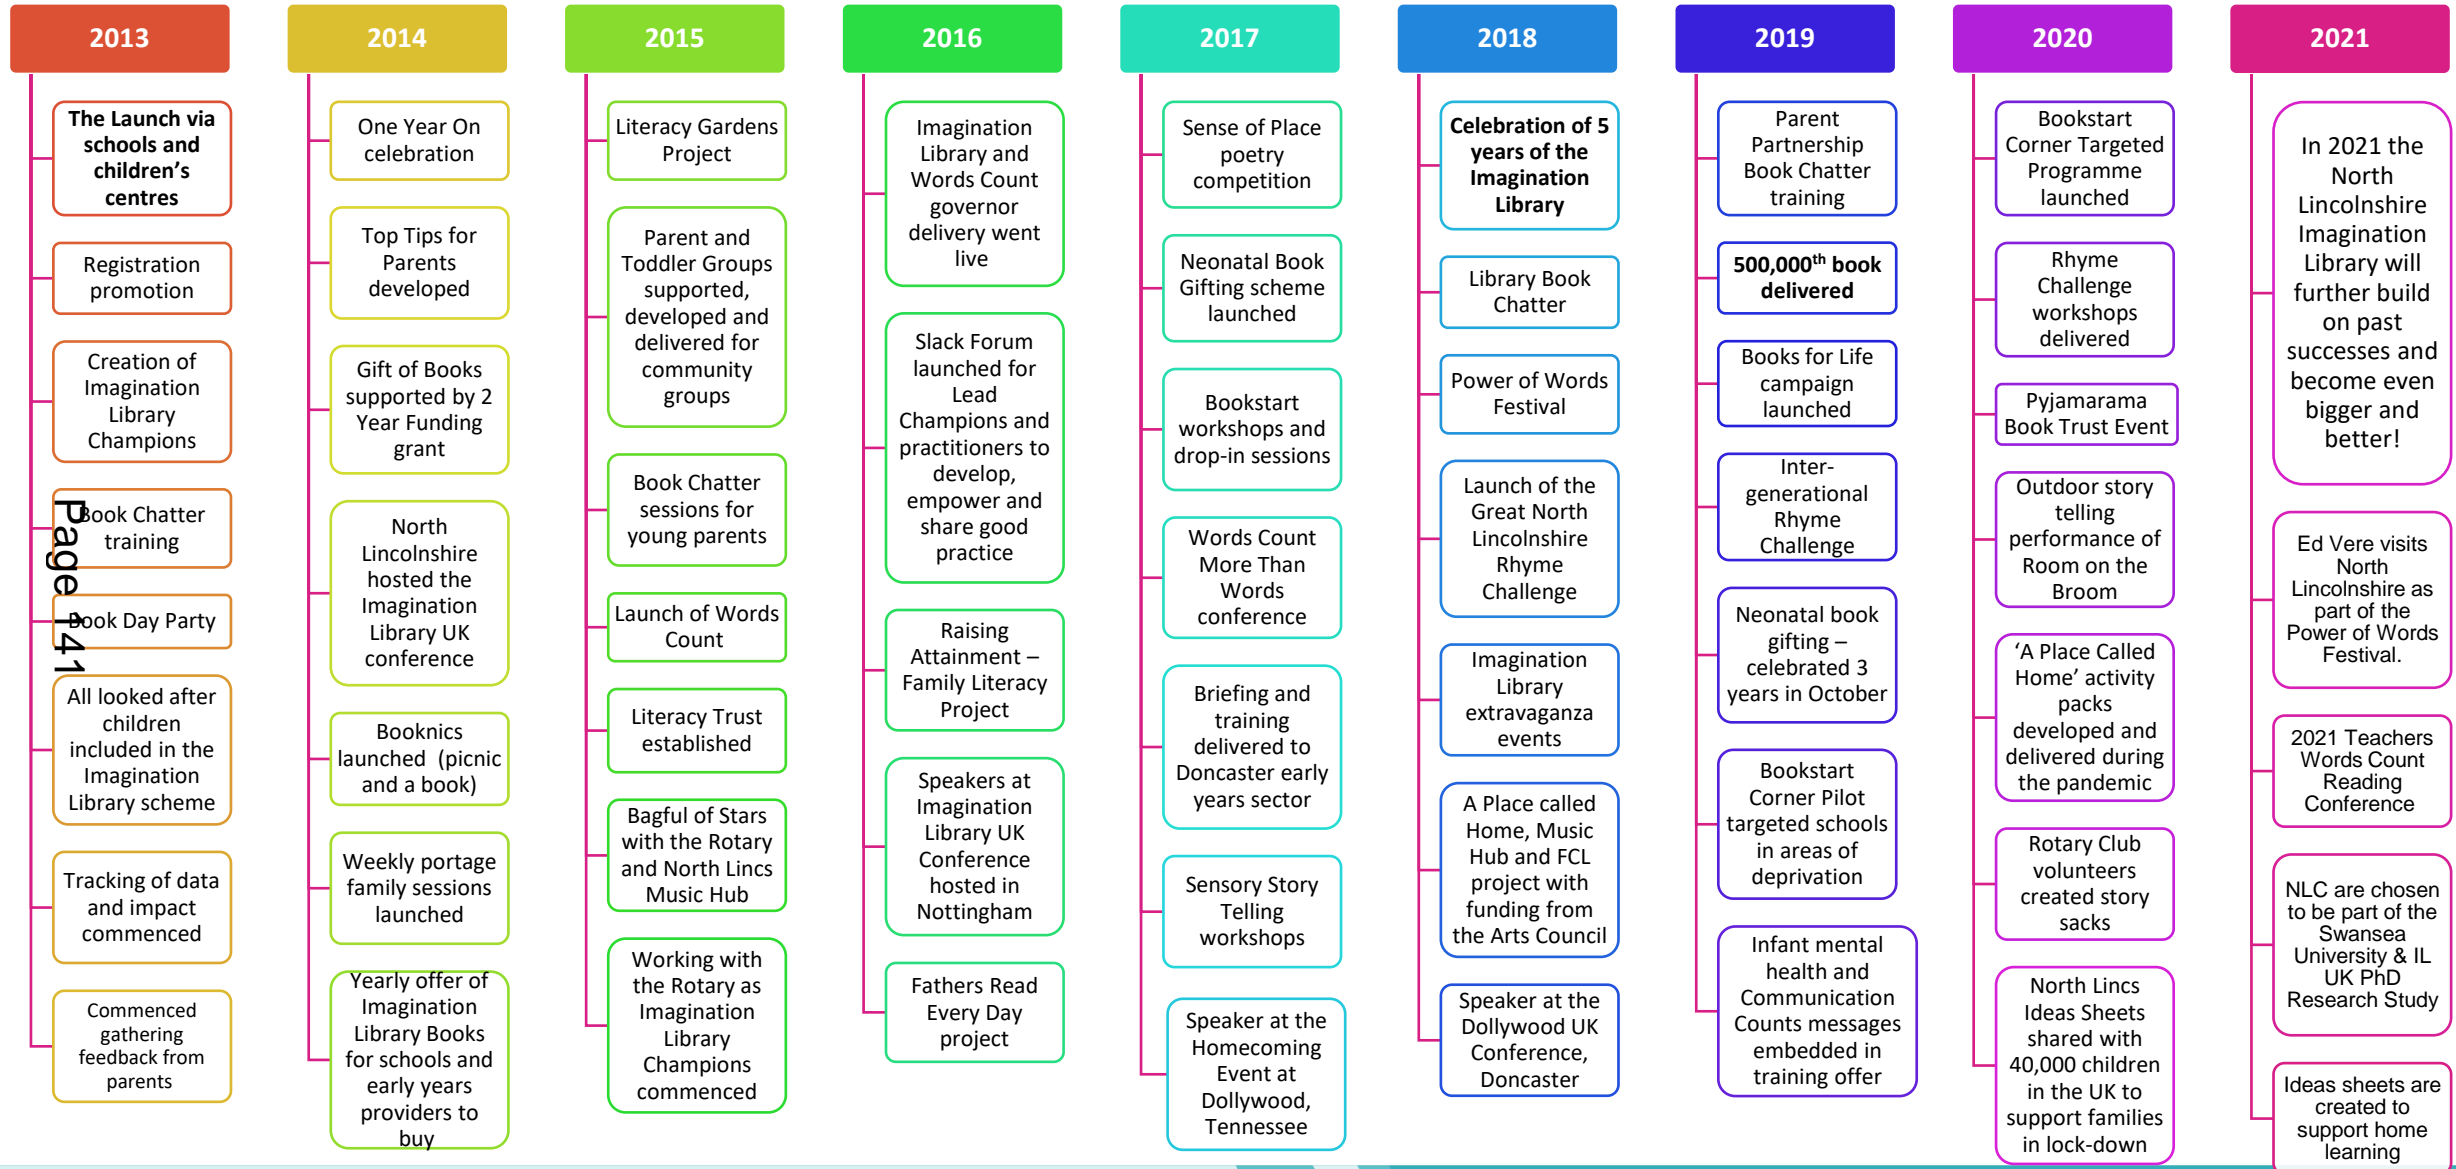 2013
The Launch via
schools and
children's
centres
Registration
promotion
Creation of
Imagination
Library
Champions
Book Chatter
training
Book Day Party
All looked after
children
included in the
Imagination
Library scheme
Tracking of data
and impact
commenced
Commenced
gathering
feedback from
parents
Page 141
2014
One Year On
celebration
Top Tips for
Parents
developed
Gift of Books
supported by 2
Year Funding
grant
North
Lincolnshire
hosted the
Imagination
Library UK
conference
Booknics
launched (picnic
and a book)
Weekly portage
family sessions
launched
Yearly offer of
Imagination
Library Books
for schools and
early years
providers to
buy
2015
Literacy Gardens
Project
Parent and
Toddler Groups
supported,
developed and
delivered for
community
groups
Book Chatter
sessions for
young parents
Launch of Words
Count
Literacy Trust
established
Bagful of Stars
with the Rotary
and North Lincs
Music Hub
Working with
the Rotary as
Imagination
Library
Champions
commenced
2016
Imagination
Library and
Words Count
governor
delivery went
live
Slack Forum
launched for
Lead
Champions and
practitioners to
develop,
empower and
share good
practice
Raising
Attainment –
Family Literacy
Project
Speakers at
Imagination
Library UK
Conference
hosted in
Nottingham
Fathers Read
Every Day
project
2017
Sense of Place
poetry
competition
Neonatal Book
Gifting scheme
launched
Bookstart
workshops and
drop-in sessions
Words Count
More Than
Words
conference
Briefing and
training
delivered to
Doncaster early
years sector
Sensory Story
Telling
workshops
Speaker at the
Homecoming
Event at
Dollywood,
Tennessee
2018
Celebration of 5
years of the
Imagination
Library
Library Book
Chatter
Power of Words
Festival
Launch of the
Great North
Lincolnshire
Rhyme
Challenge
Imagination
Library
extravaganza
events
A Place called
Home, Music
Hub and FCL
project with
funding from
the Arts Council
Speaker at the
Dollywood UK
Conference,
Doncaster
2019
Parent
Partnership
Book Chatter
training
500,000th book
delivered
Books for Life
campaign
launched
Inter-
generational
Rhyme
Challenge
Neonatal book
gifting –
celebrated 3
years in October
Bookstart
Corner Pilot
targeted schools
in areas of
deprivation
Infant mental
health and
Communication
Counts messages
embedded in
training offer
2020
Bookstart
Corner Targeted
Programme
launched
Rhyme
Challenge
workshops
delivered
Pyjamarama
Book Trust Event
Outdoor story
telling
performance of
Room on the
Broom
‘A Place Called
Home’ activity
packs
developed and
delivered during
the pandemic
Rotary Club
volunteers
created story
sacks
North Lincs
Ideas Sheets
shared with
40,000 children
in the UK to
support families
in lock-down
2021
In 2021 the
North
Lincolnshire
Imagination
Library will
further build
on past
successes and
become even
bigger and
better!
Ed Vere visits
North
Lincolnshire as
part of the
Power of Words
Festival.
2021 Teachers
Words Count
Reading
Conference
NLC are chosen
to be part of the
Swansea
University & IL
UK PhD
Research Study
Ideas sheets are
created to
support home
learning